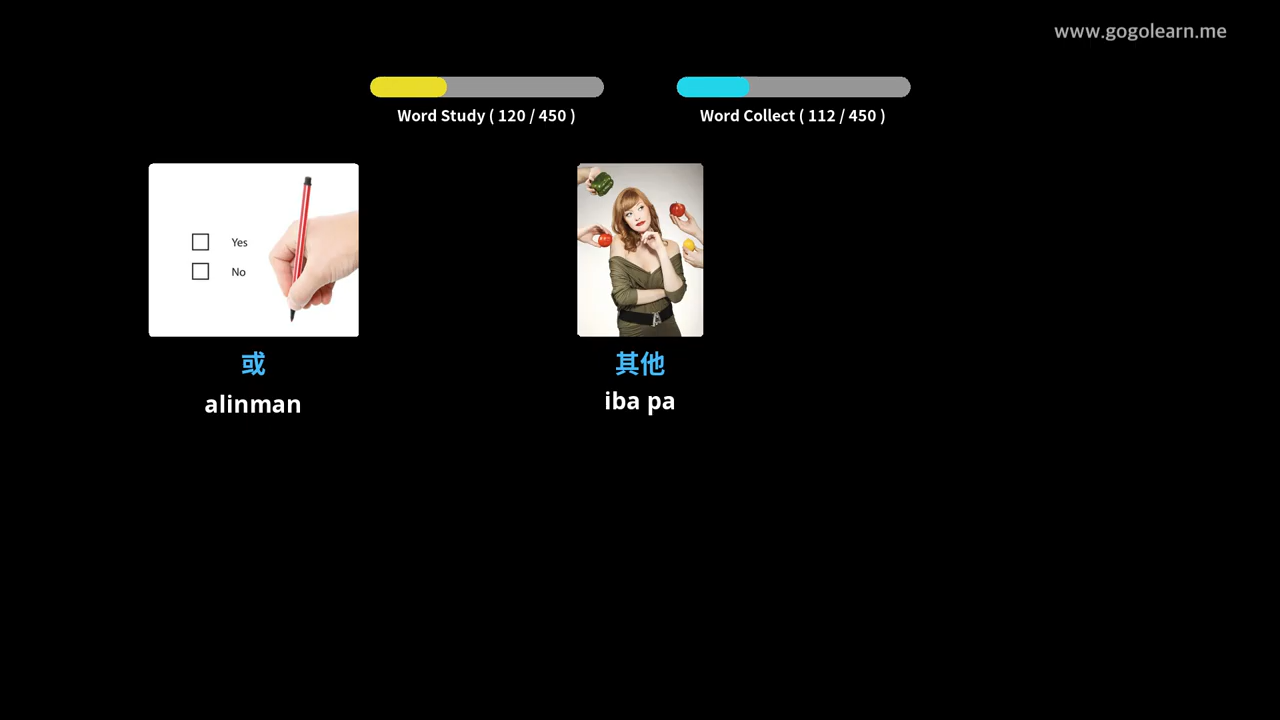 www.gogolearn.me
Word Study ( 120 / 450 )
Word Collect ( 112 / 450 )
Yes
No
或
alinman
其他
iba pa